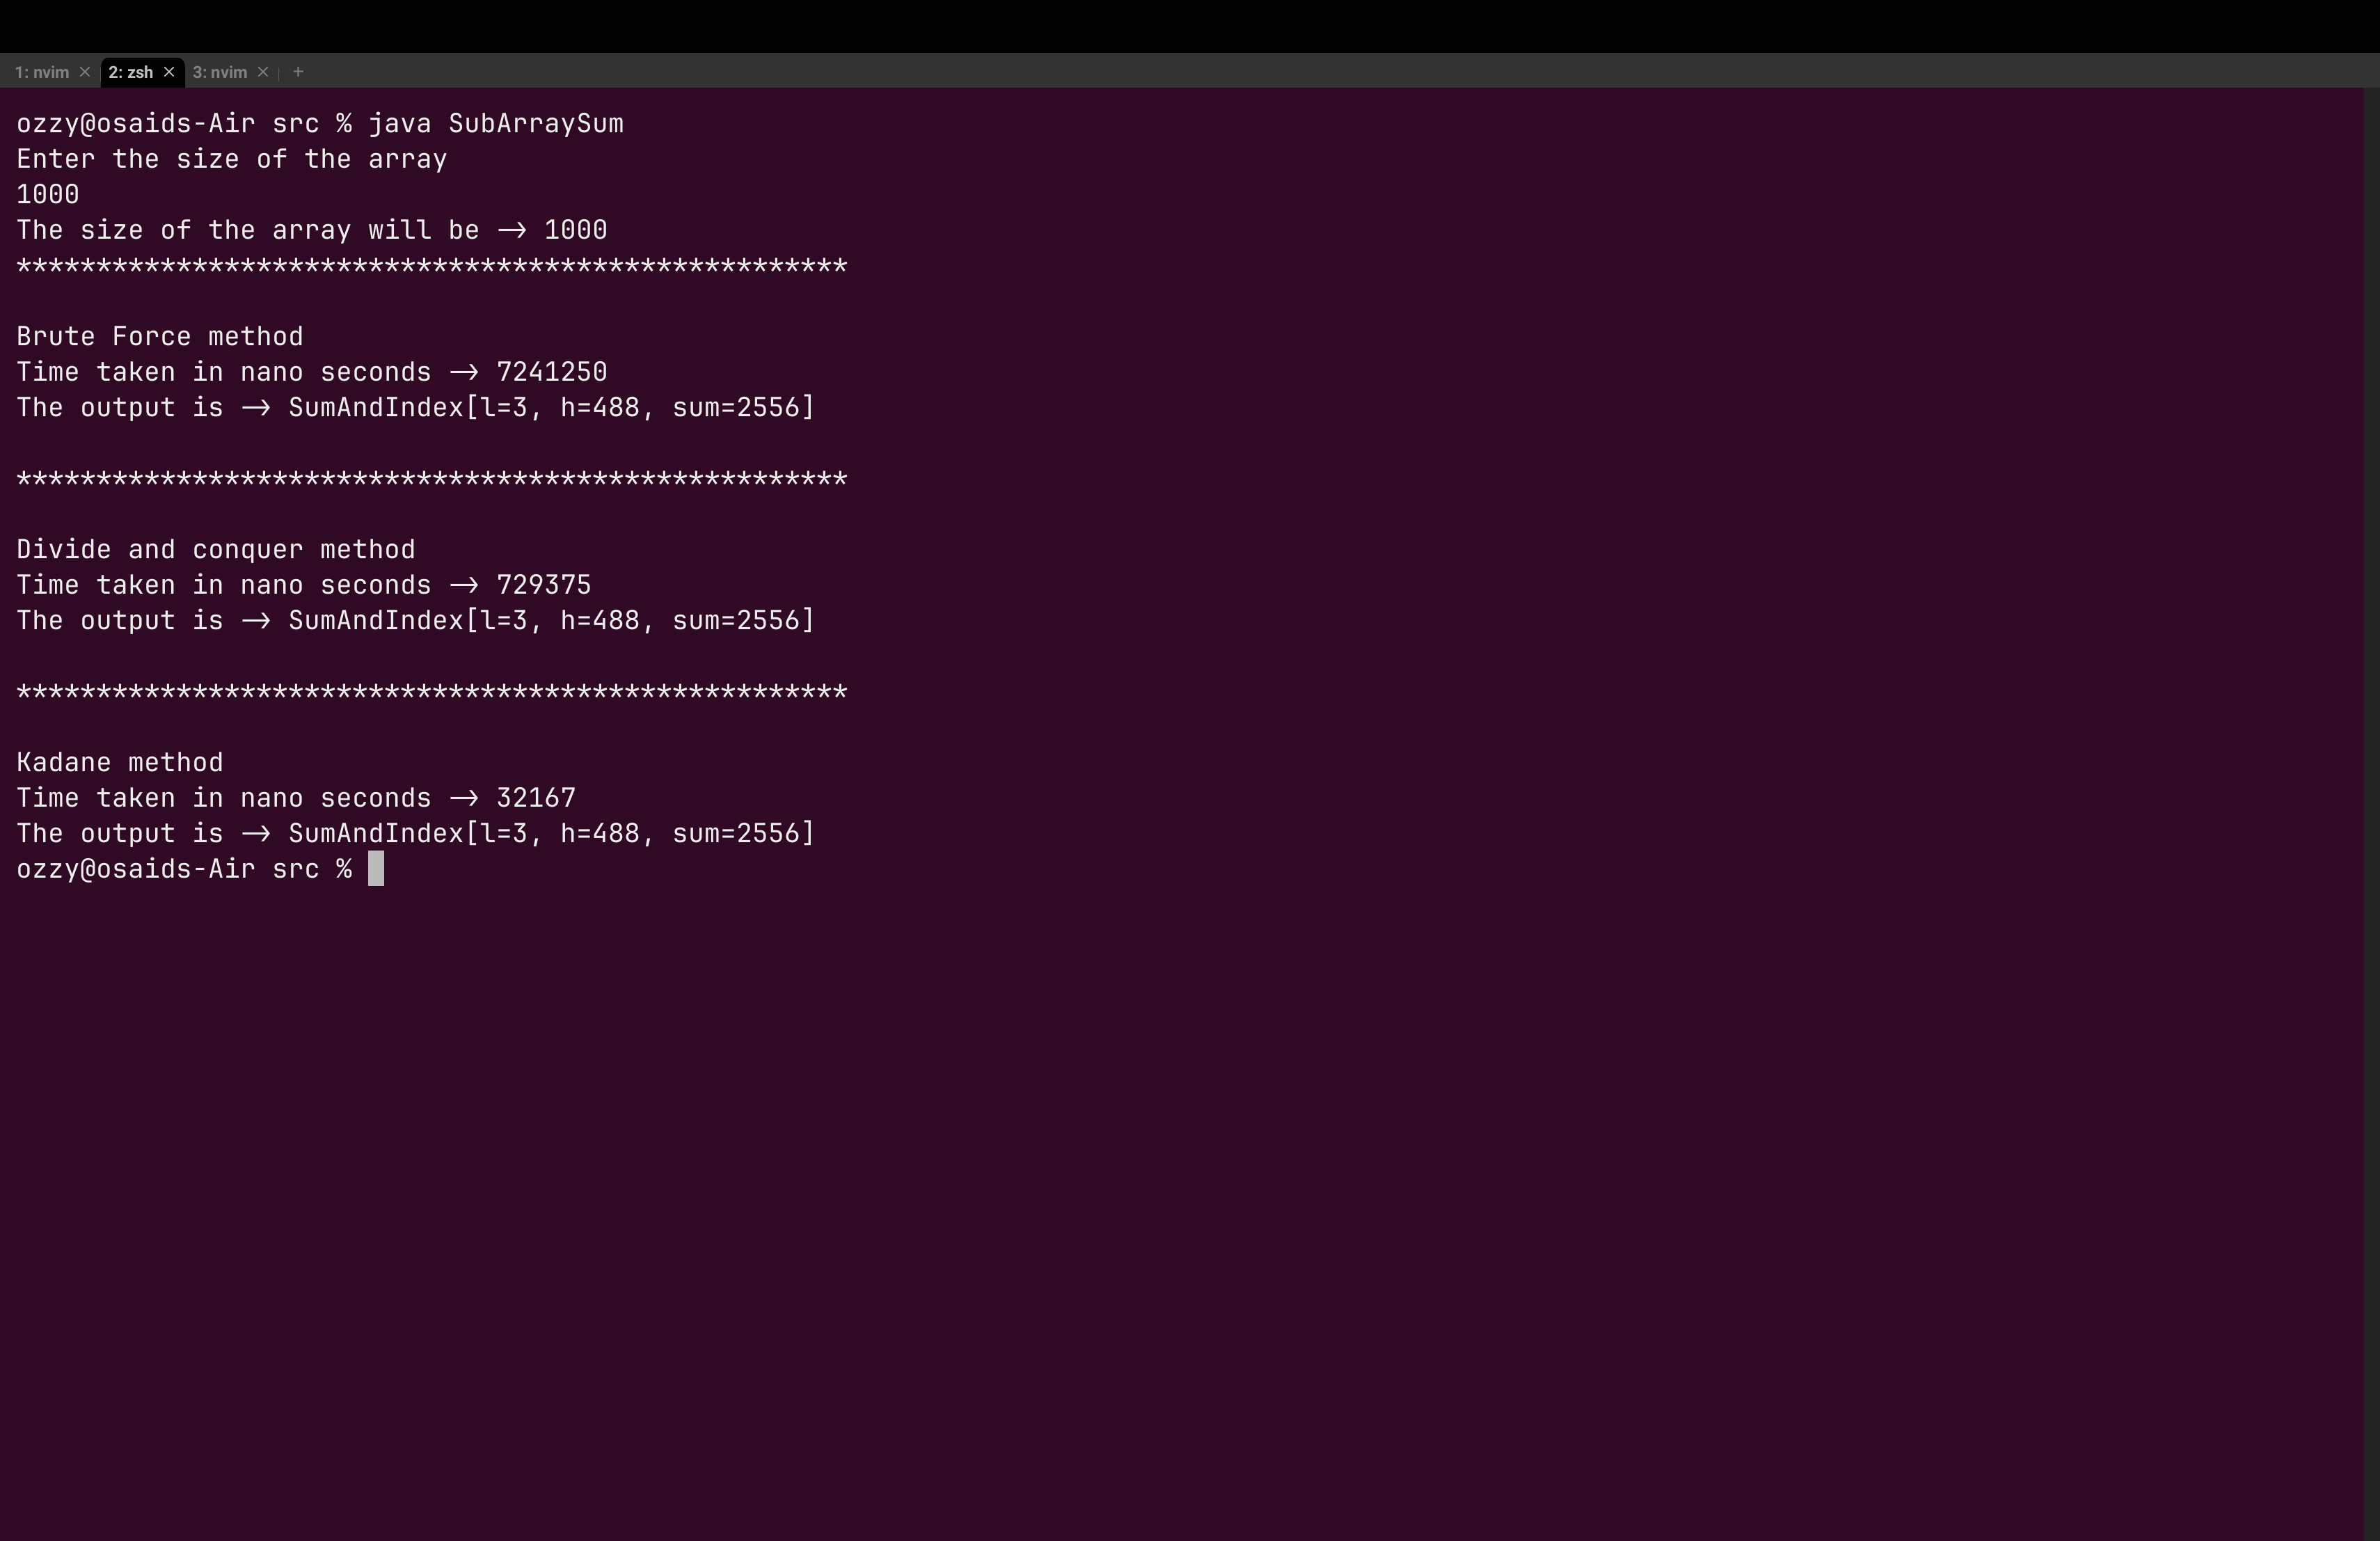 1: nvim × 2: zsh × 3: nvim × +
ozzy@osaids-Air src % java SubArraySum
Enter the size of the array
1000
The size of the array will be -> 1000
****************************************************

Brute Force method
Time taken in nano seconds -> 7241250
The output is -> SumAndIndex[l=3, h=488, sum=2556]

****************************************************

Divide and conquer method
Time taken in nano seconds -> 729375
The output is -> SumAndIndex[l=3, h=488, sum=2556]

****************************************************

Kadane method
Time taken in nano seconds -> 32167
The output is -> SumAndIndex[l=3, h=488, sum=2556]
ozzy@osaids-Air src %